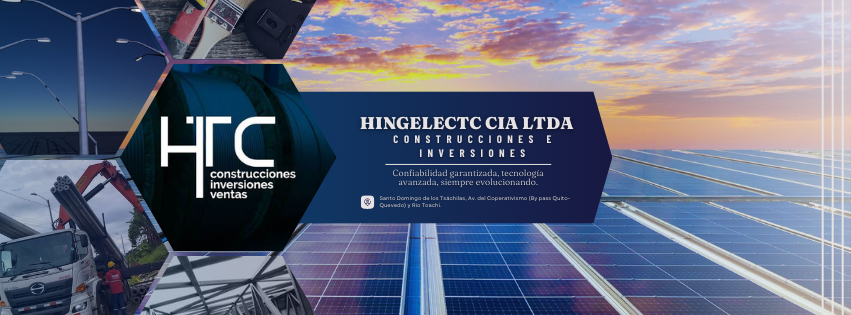 HTC
construcciones
inversiones
ventas
HINGELECTC CIA LTDA
CONSTRUCCIONES E
INVERSIONES
Confiabilidad garantizada, tecnología
avanzada, siempre evolucionando.
Santo Domingo de los Tsáchilas, Av. del Coperativismo (By pass Quito-
Quevedo) y Río Toachi.